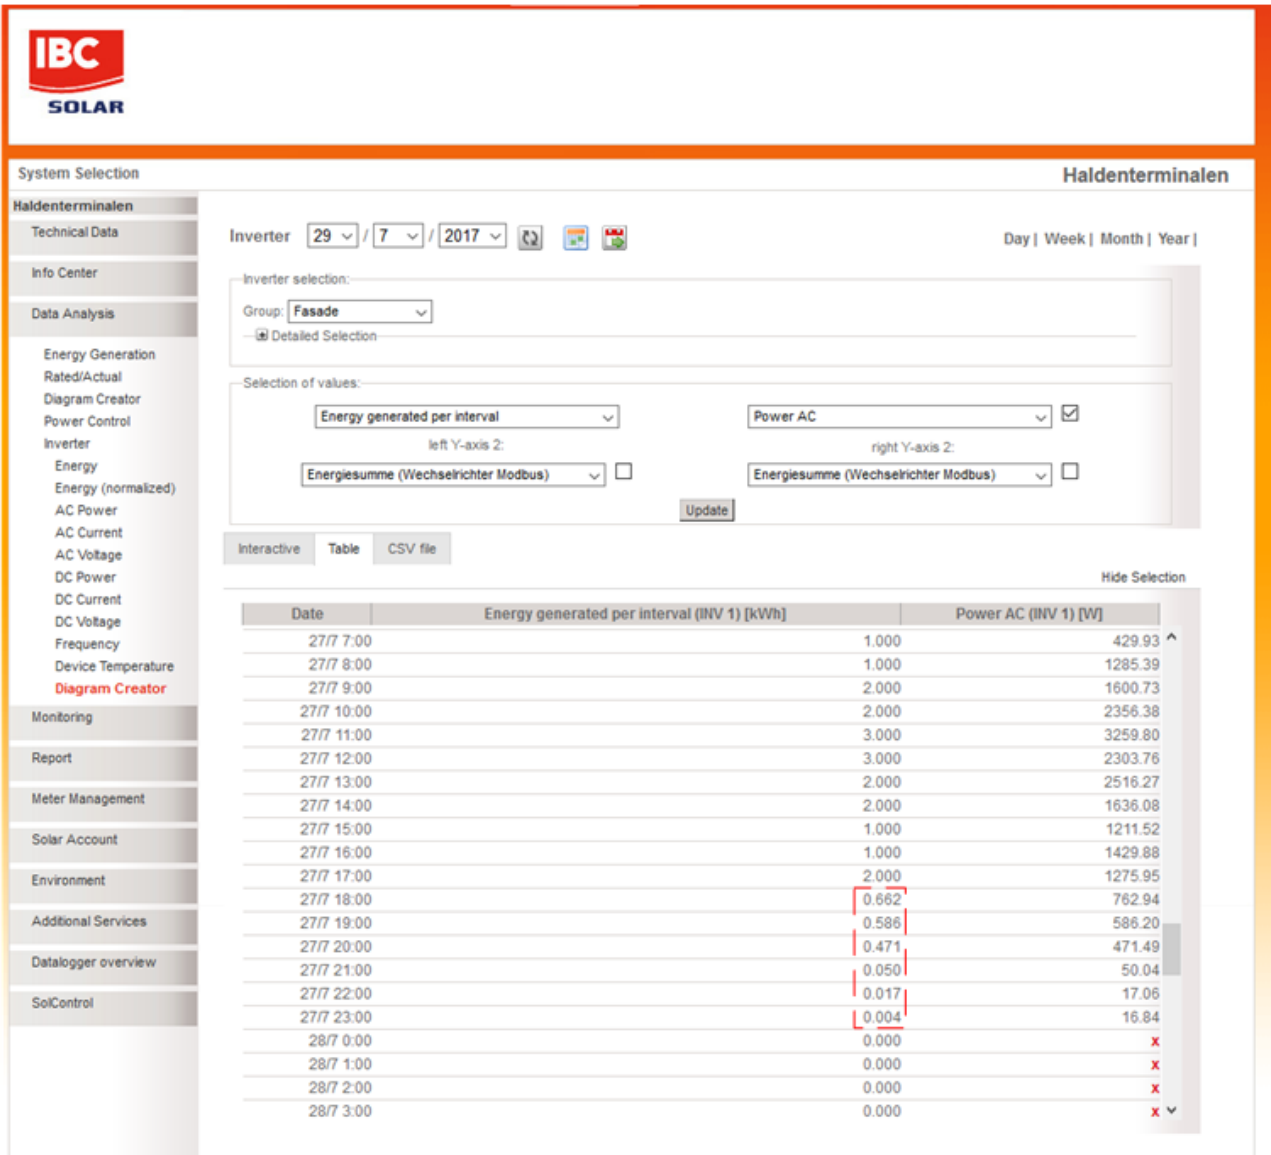 IBC
SOLAR
System Selection
Haldenterminalen
Haldenterminalen
Technical Data
Info Center
Data Analysis
Energy Generation
Rated/Actual
Diagram Creator
Power Control
Inverter
Energy
Energy (normalized)
AC Power
AC Current
AC Voltage
DC Power
DC Current
DC Voltage
Frequency
Device Temperature
Diagram Creator
Monitoring
Report
Meter Management
Solar Account
Environment
Additional Services
Datalogger overview
SolControl
Inverter 29 / 7 / 2017
Day | Week | Month | Year |
Inverter selection:
Group: Fasade
Detailed Selection
Selection of values:
Energy generated per interval Power AC
left Y-axis 2: right Y-axis 2:
Energiesumme (Wechselrichter Modbus) Energiesumme (Wechselrichter Modbus)
Update
Interactive Table CSV file
Hide Selection
Date Energy generated per interval (INV 1) [kWh] Power AC (INV 1) [W]
27/7 7:00 1.000 429.93
27/7 8:00 1.000 1285.39
27/7 9:00 2.000 1600.73
27/7 10:00 2.000 2356.38
27/7 11:00 3.000 3259.80
27/7 12:00 3.000 2303.76
27/7 13:00 2.000 2516.27
27/7 14:00 2.000 1636.08
27/7 15:00 1.000 1211.52
27/7 16:00 1.000 1429.88
27/7 17:00 2.000 1275.95
27/7 18:00 0.662 762.94
27/7 19:00 0.586 586.20
27/7 20:00 0.471 471.49
27/7 21:00 0.050 50.04
27/7 22:00 0.017 17.06
27/7 23:00 0.004 16.84
28/7 0:00 0.000 x
28/7 1:00 0.000 x
28/7 2:00 0.000 x
28/7 3:00 0.000 x